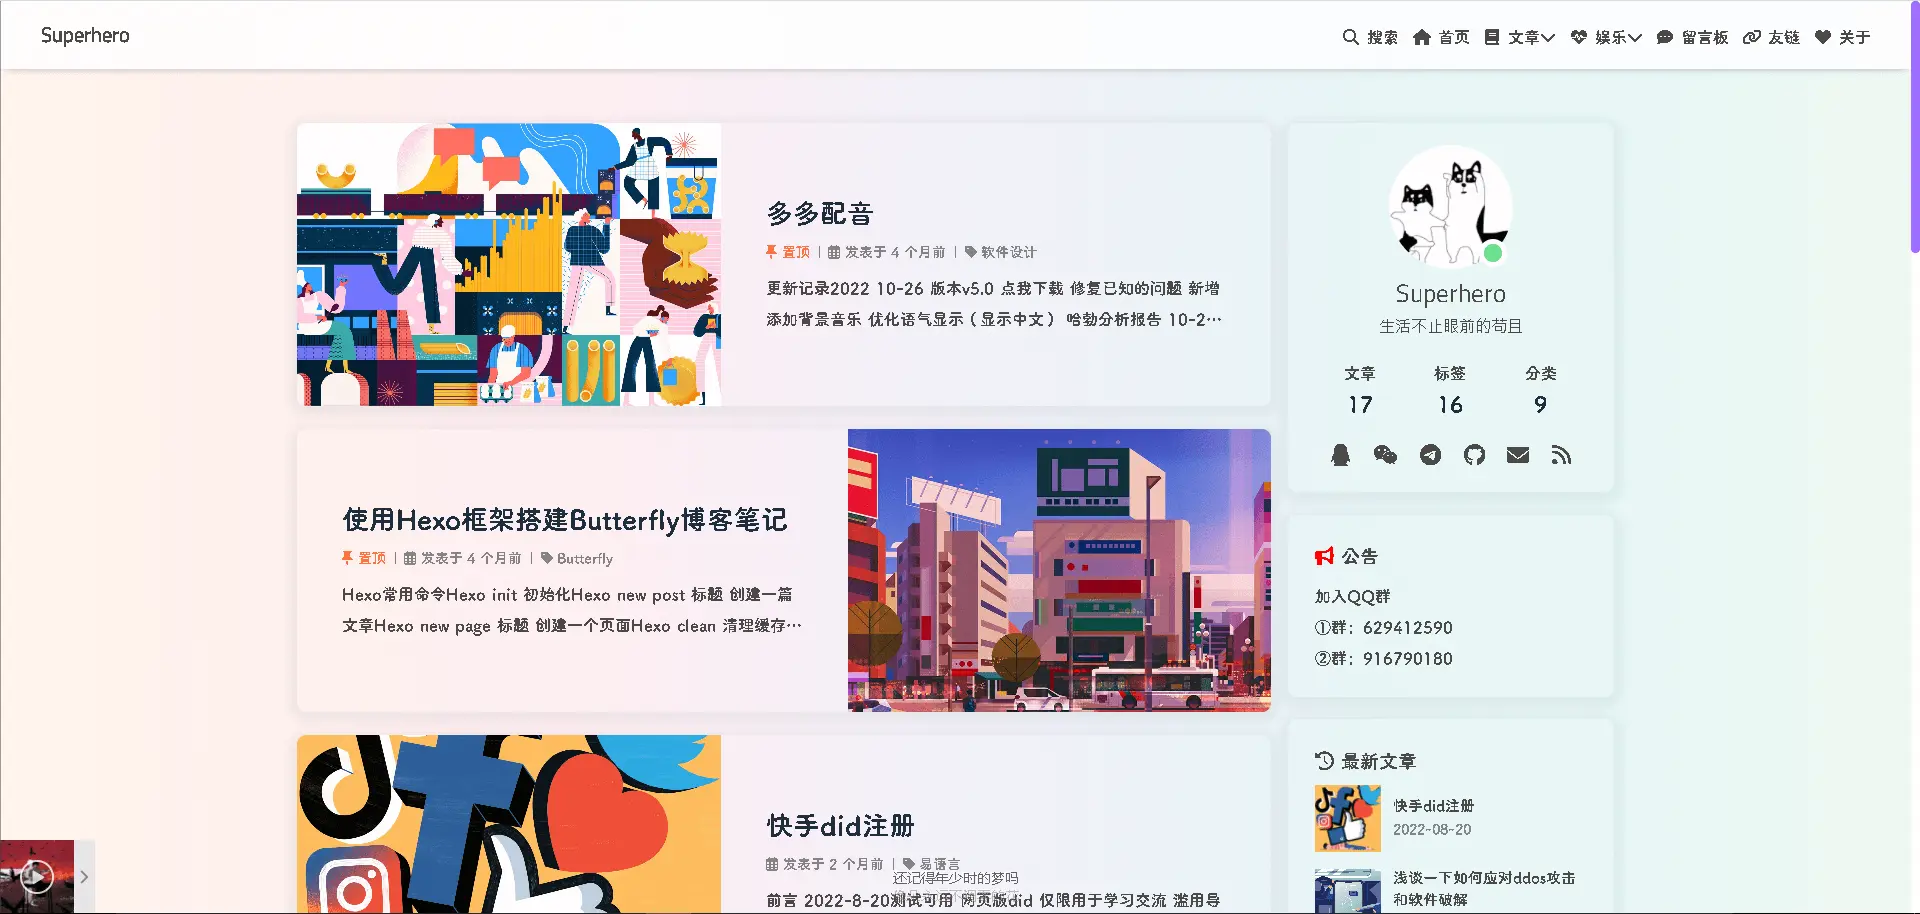 Superhero
搜索 首页 文章 娱乐 留言板 友链 关于
多多配音
置顶 | 发表于 4 个月前 | 软件设计
更新记录2022 10-26 版本v5.0 点我下载 修复已知的问题 新增
添加背景音乐 优化语气显示（显示中文） 哈勃分析报告 10-2…
使用Hexo框架搭建Butterfly博客笔记
置顶 | 发表于 4 个月前 | Butterfly
Hexo常用命令Hexo init 初始化Hexo new post 标题 创建一篇
文章Hexo new page 标题 创建一个页面Hexo clean 清理缓存…
快手did注册
发表于 2 个月前 | 易语言
还记得年少时的梦吗
前言 2022-8-20测试可用 网页版did 仅限用于学习交流 滥用导
Superhero
生活不止眼前的苟且
文章 标签 分类
17 16 9
公告
加入QQ群
①群：629412590
②群：916790180
最新文章
快手did注册
2022-08-20
浅谈一下如何应对ddos攻击
和软件破解